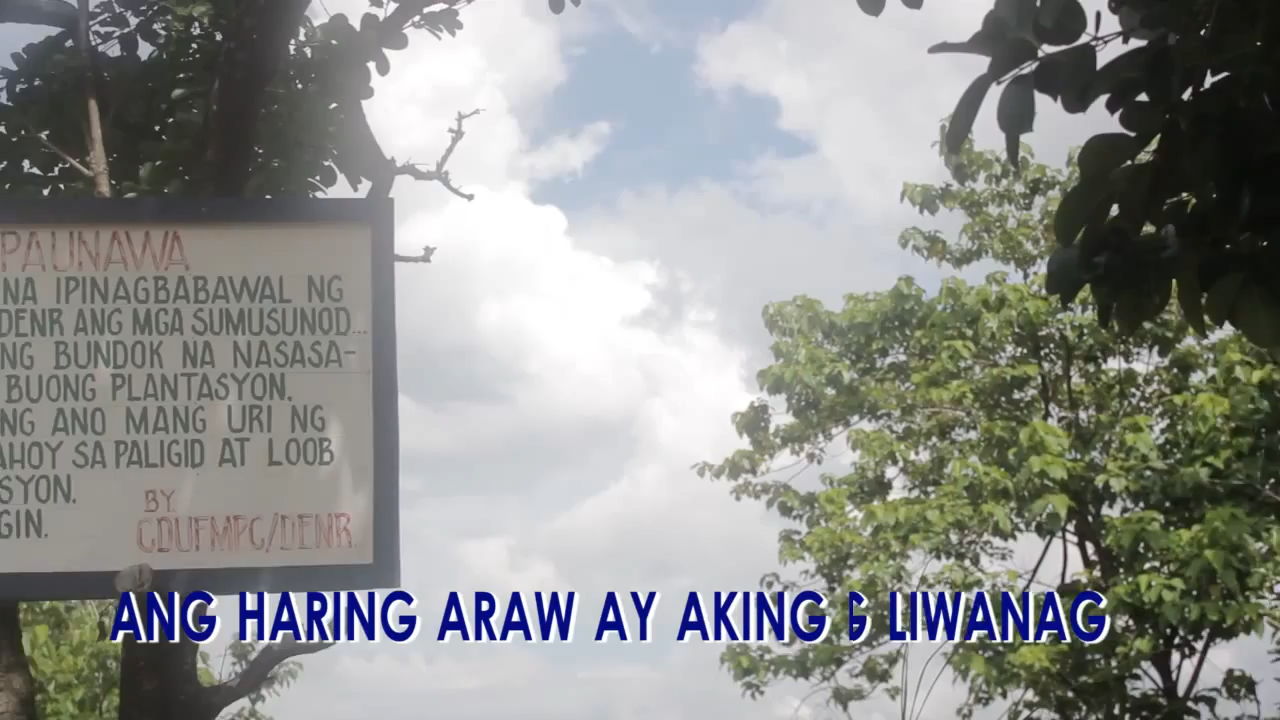 PAUNAWA
NA IPINAGBABAWAL NG
DENR ANG MGA SUMUSUNOD...
NG BUNDOK NA NASASA-
BUONG PLANTASYON.
NG ANO MANG URI NG
AHOY SA PALIGID AT LOOB
SYON.
GIN.
BY
CDUFMPC/DENR
ANG HARING ARAW AY AKING LIWANAG